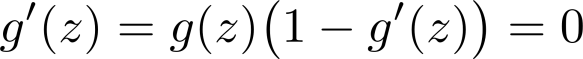 g′(z) = g(z)(1 − g′(z)) = 0